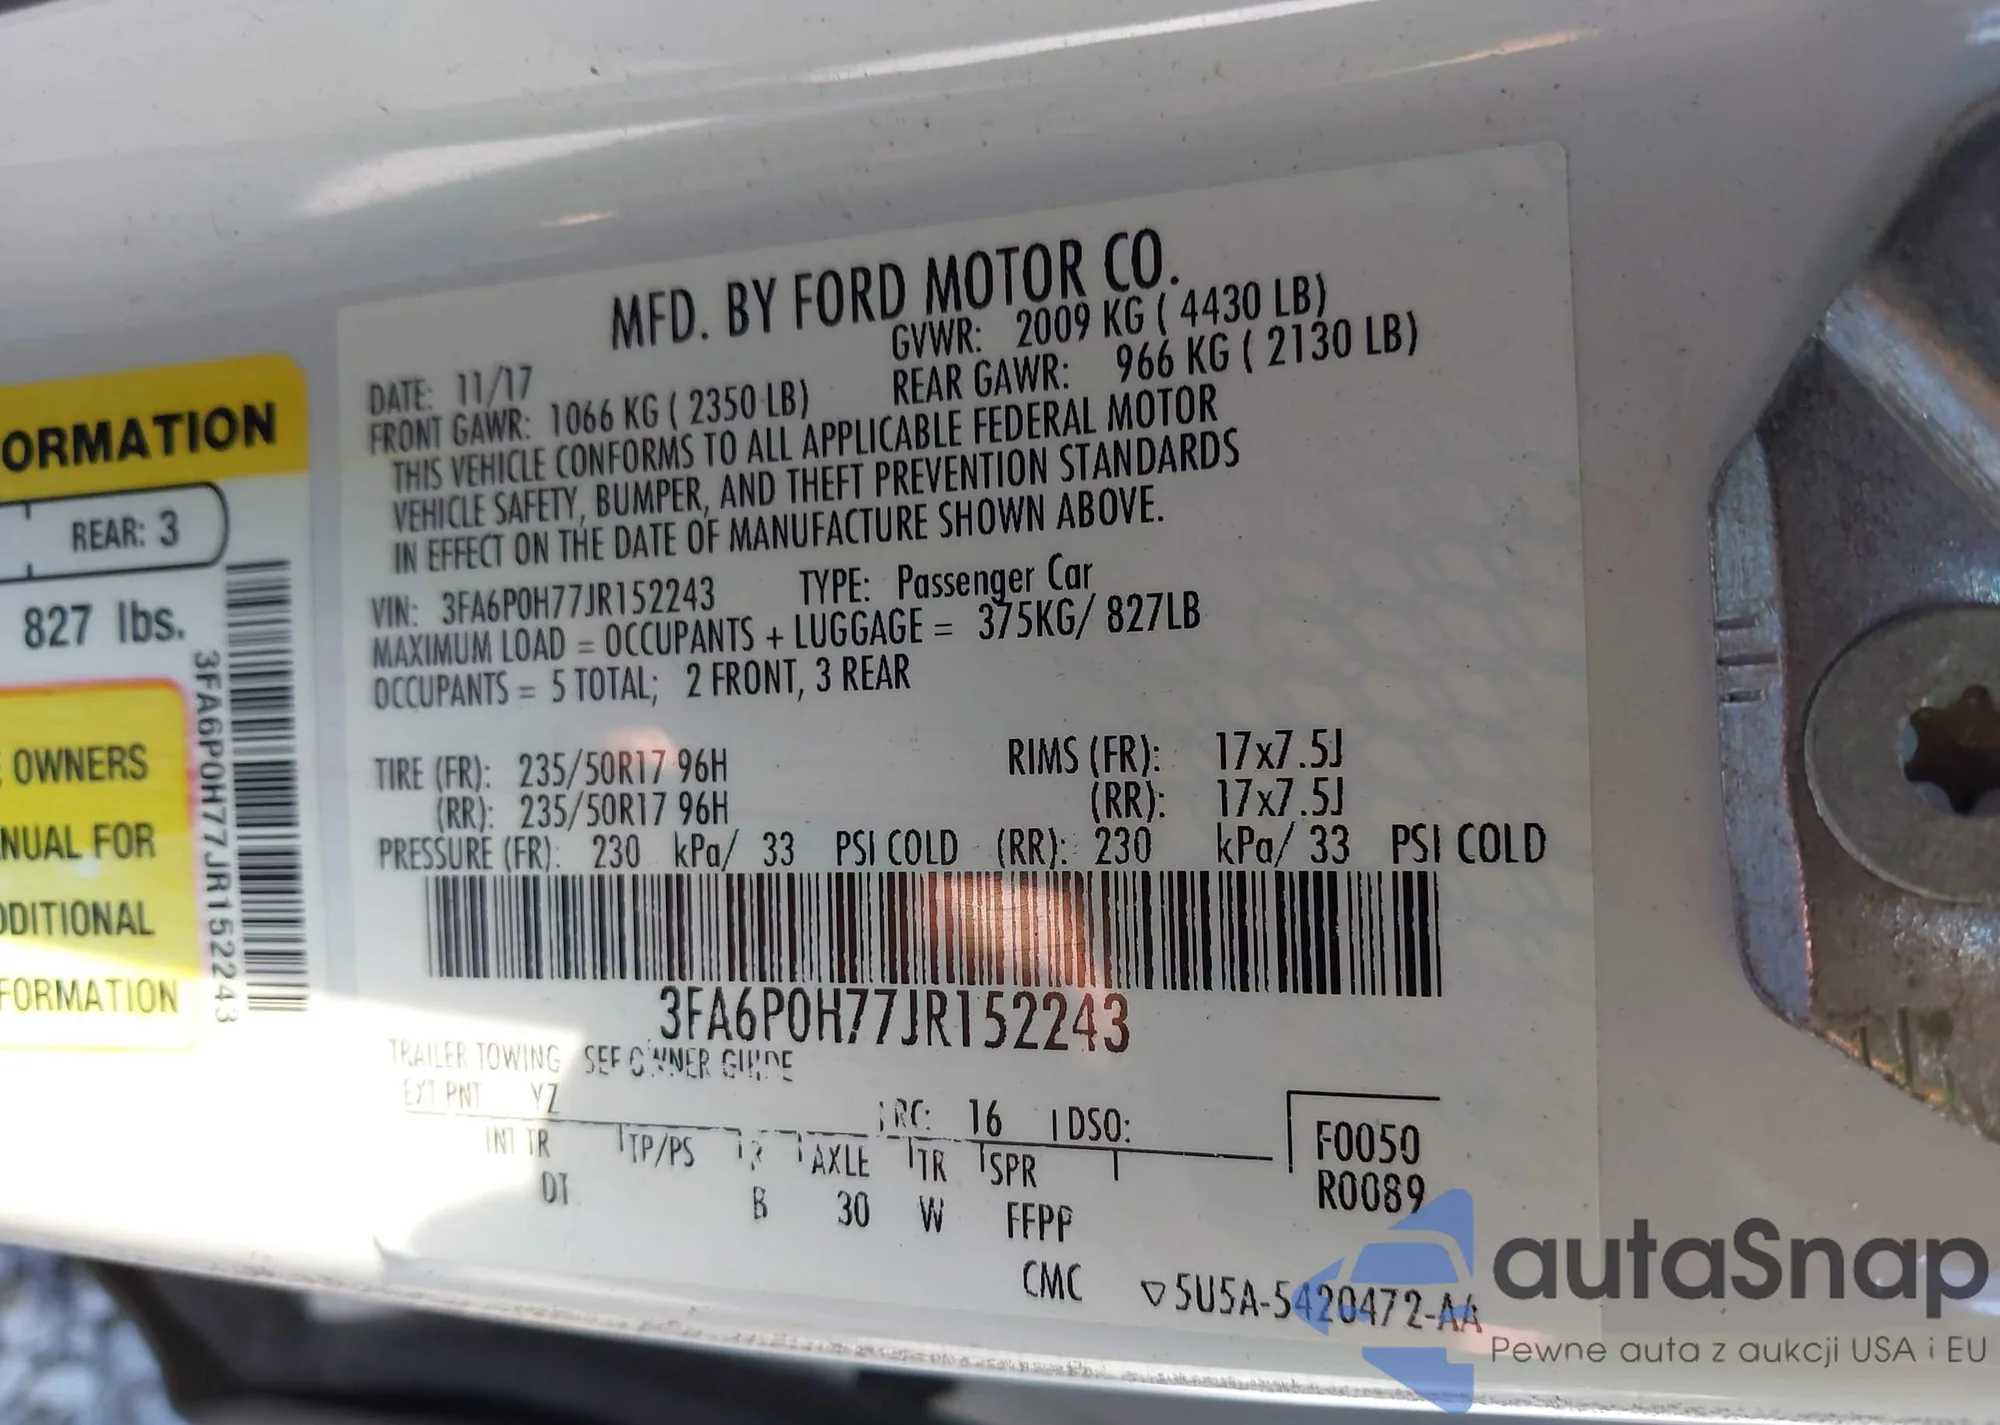 MFD. BY FORD MOTOR CO.
DATE: 11/17 GVWR: 2009 KG ( 4430 LB)
FRONT GAWR: 1066 KG ( 2350 LB) REAR GAWR: 966 KG ( 2130 LB)
THIS VEHICLE CONFORMS TO ALL APPLICABLE FEDERAL MOTOR
VEHICLE SAFETY, BUMPER, AND THEFT PREVENTION STANDARDS
IN EFFECT ON THE DATE OF MANUFACTURE SHOWN ABOVE.
VIN: 3FA6P0H77JR152243 TYPE: Passenger Car
MAXIMUM LOAD = OCCUPANTS + LUGGAGE = 375KG/ 827LB
OCCUPANTS = 5 TOTAL; 2 FRONT, 3 REAR
TIRE (FR): 235/50R17 96H RIMS (FR): 17x7.5J
(RR): 235/50R17 96H (RR): 17x7.5J
PRESSURE (FR): 230 kPa/ 33 PSI COLD (RR): 230 kPa/ 33 PSI COLD
3FA6P0H77JR152243
TRAILER TOWING SEE OWNER GUIDE
EXT PNT YZ
RC: 16 DSO:
INT TR TP/PS R AXLE TR SPR
DT B 30 W FFPP
F0050
R0089
CMC ▽5U5A-5420472-AA
ORMATION
REAR: 3
827 lbs.
OWNERS
NUAL FOR
DDITIONAL
FORMATION
3FA6P0H77JR152243
autaSnap
Pewne auta z aukcji USA i EU